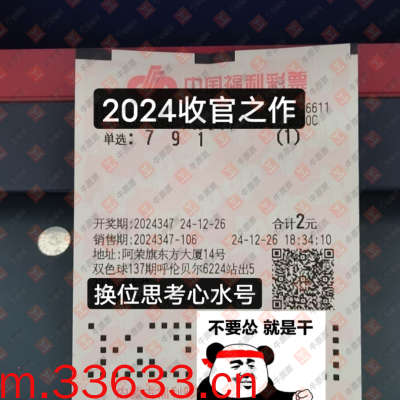 中国福利彩票
2024收官之作
6611
0C
单选: 7 9 1 (1)
开奖期:2024347 24-12-26 合计2元
销售期:2024347-106 24-12-26 18:34:10
地址:阿荣旗东方大厦14号
双色球137期呼伦贝尔6224站出5
换位思考心水号
不要怂 就是干
m.33633.cn